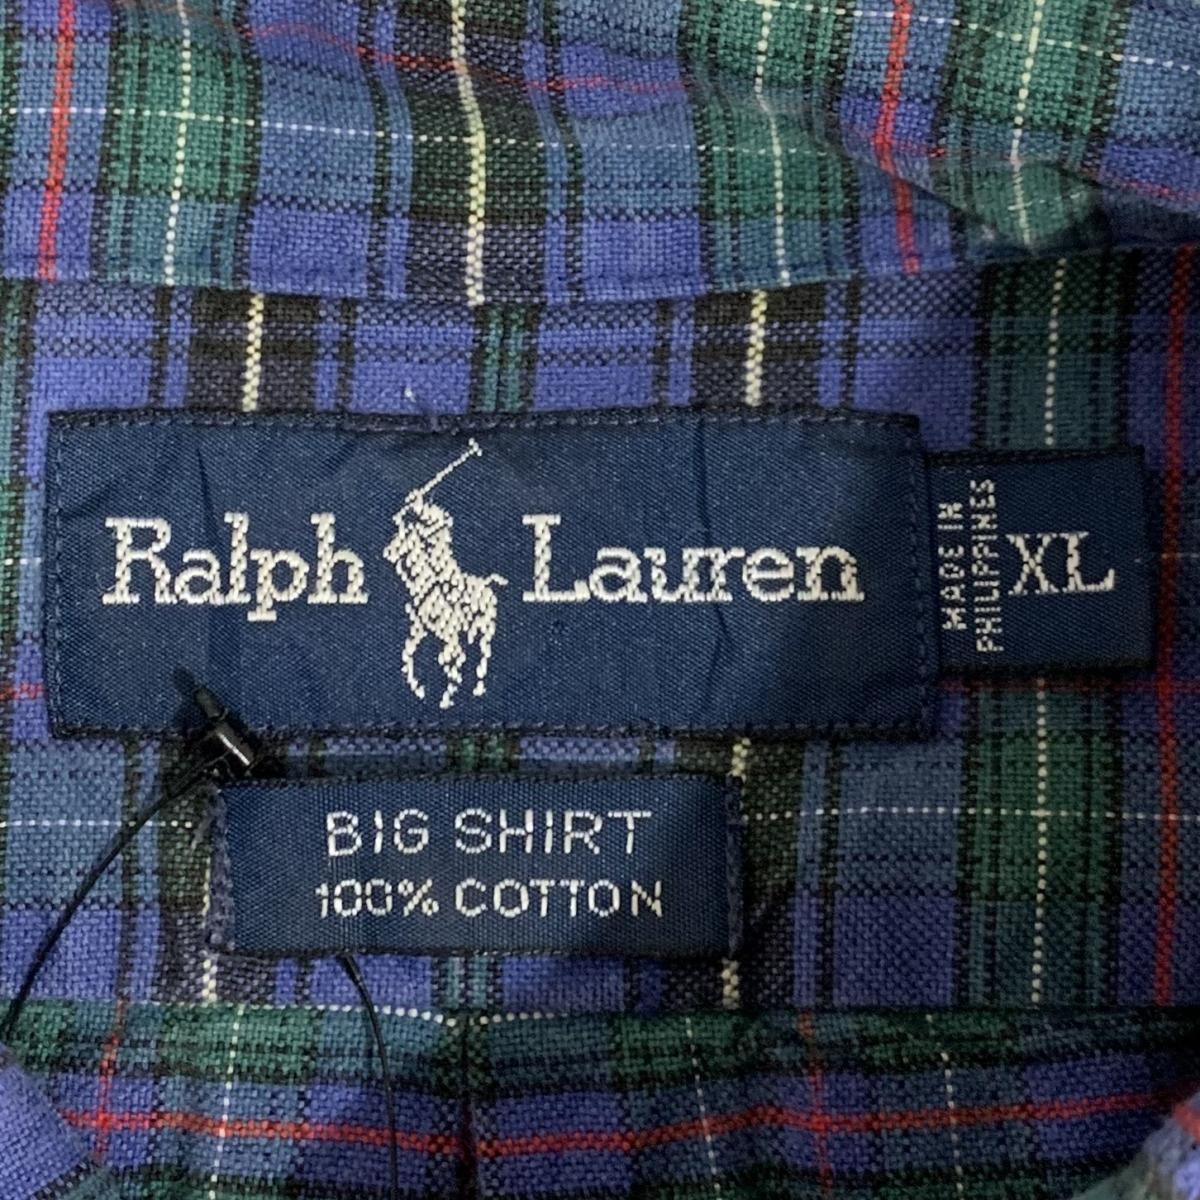 Ralph Lauren
MADE IN
PHILIPPINES
XL
BIG SHIRT
100% COTTON